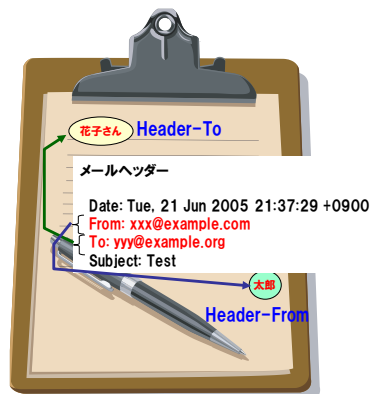 花子さん Header-To
メールヘッダー
Date: Tue, 21 Jun 2005 21:37:29 +0900
From: xxx@example.com
To: yyy@example.org
Subject: Test
太郎
Header-From